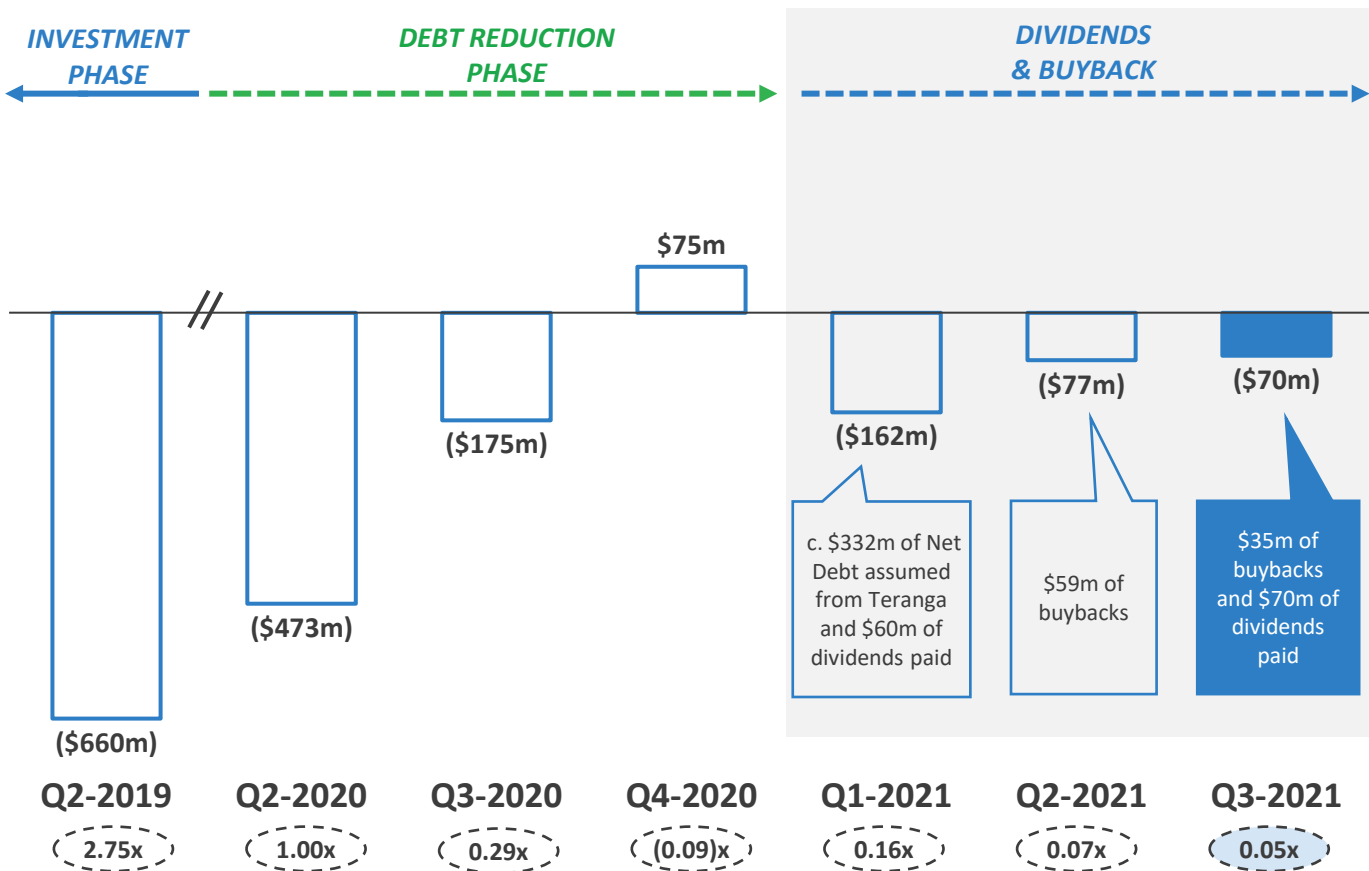 INVESTMENT
PHASE
DEBT REDUCTION
PHASE
DIVIDENDS
& BUYBACK
$75m
($660m)
($473m)
($175m)
($162m)
($77m)
($70m)
c. $332m of Net
Debt assumed
from Teranga
and $60m of
dividends paid
$59m of
buybacks
$35m of
buybacks
and $70m of
dividends
paid
Q2-2019
Q2-2020
Q3-2020
Q4-2020
Q1-2021
Q2-2021
Q3-2021
2.75x
1.00x
0.29x
(0.09)x
0.16x
0.07x
0.05x